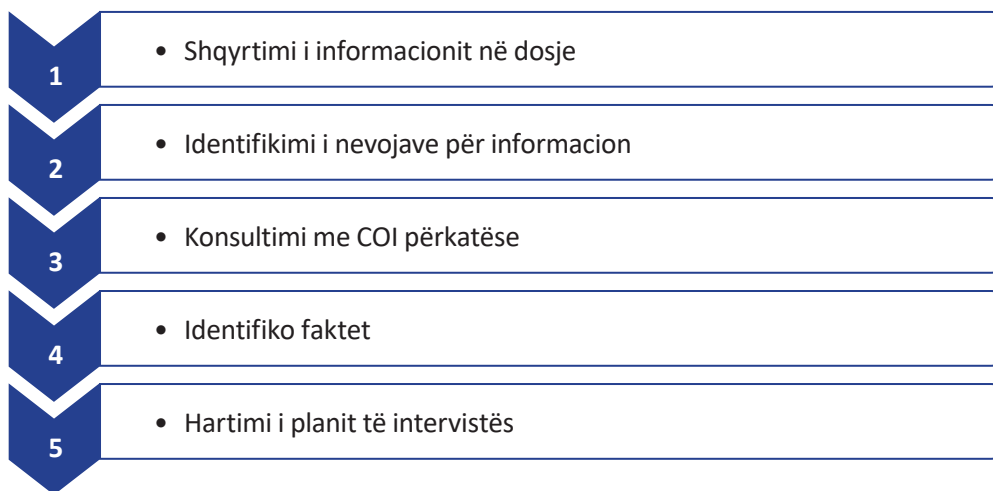 1
• Shqyrtimi i informacionit në dosje
2
• Identifikimi i nevojave për informacion
3
• Konsultimi me COI përkatëse
4
• Identifiko faktet
5
• Hartimi i planit të intervistës